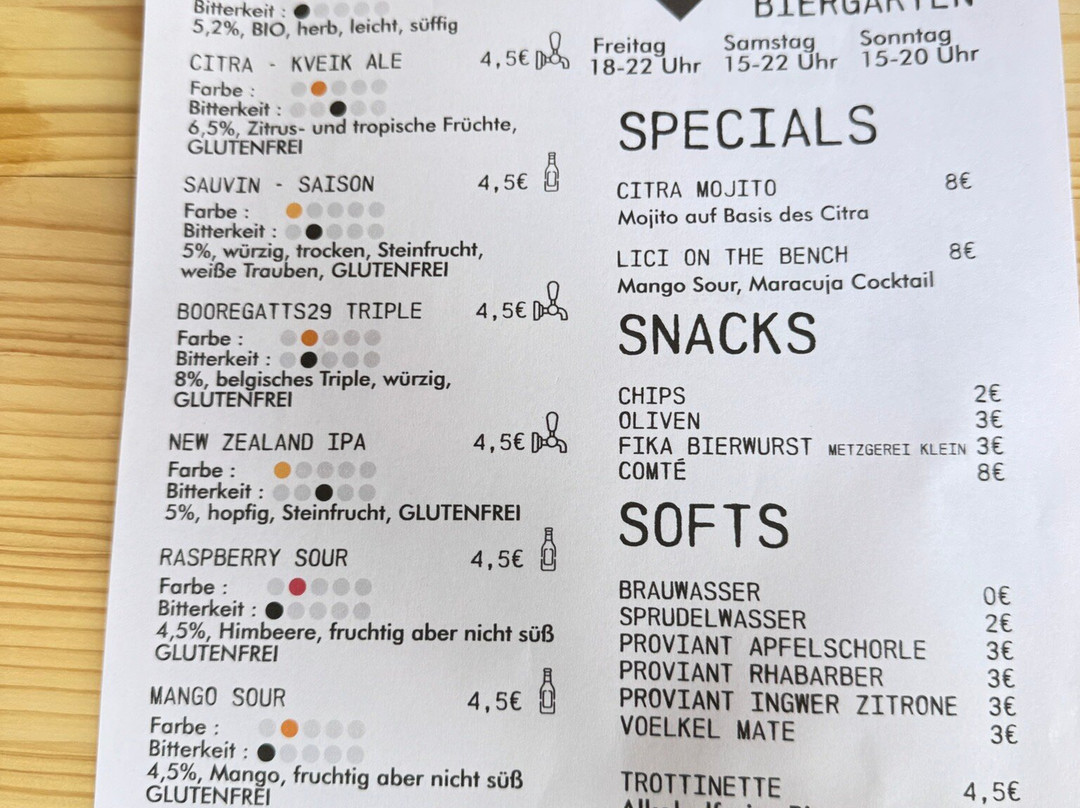 Bitterkeit :
5,2%, BIO, herb, leicht, süffig
CITRA - KVEIK ALE 4,5€
Farbe :
Bitterkeit :
6,5%, Zitrus- und tropische Früchte,
GLUTENFREI
SAUVIN - SAISON 4,5€
Farbe :
Bitterkeit :
5%, würzig, trocken, Steinfrucht,
weiße Trauben, GLUTENFREI
BOOREGATTS29 TRIPLE 4,5€
Farbe :
Bitterkeit :
8%, belgisches Triple, würzig,
GLUTENFREI
NEW ZEALAND IPA 4,5€
Farbe :
Bitterkeit :
5%, hopfig, Steinfrucht, GLUTENFREI
RASPBERRY SOUR 4,5€
Farbe :
Bitterkeit :
4,5%, Himbeere, fruchtig aber nicht süß
GLUTENFREI
MANGO SOUR 4,5€
Farbe :
Bitterkeit :
4,5%, Mango, fruchtig aber nicht süß
GLUTENFREI
BIERGARTEN
Freitag Samstag Sonntag
18-22 Uhr 15-22 Uhr 15-20 Uhr
SPECIALS
CITRA MOJITO 8€
Mojito auf Basis des Citra
LICI ON THE BENCH 8€
Mango Sour, Maracuja Cocktail
SNACKS
CHIPS 2€
OLIVEN 3€
FIKA BIERWURST METZGEREI KLEIN 3€
COMTÉ 8€
SOFTS
BRAUWASSER 0€
SPRUDELWASSER 2€
PROVIANT APFELSCHORLE 3€
PROVIANT RHABARBER 3€
PROVIANT INGWER ZITRONE 3€
VOELKEL MATE 3€
TROTTINETTE 4,5€